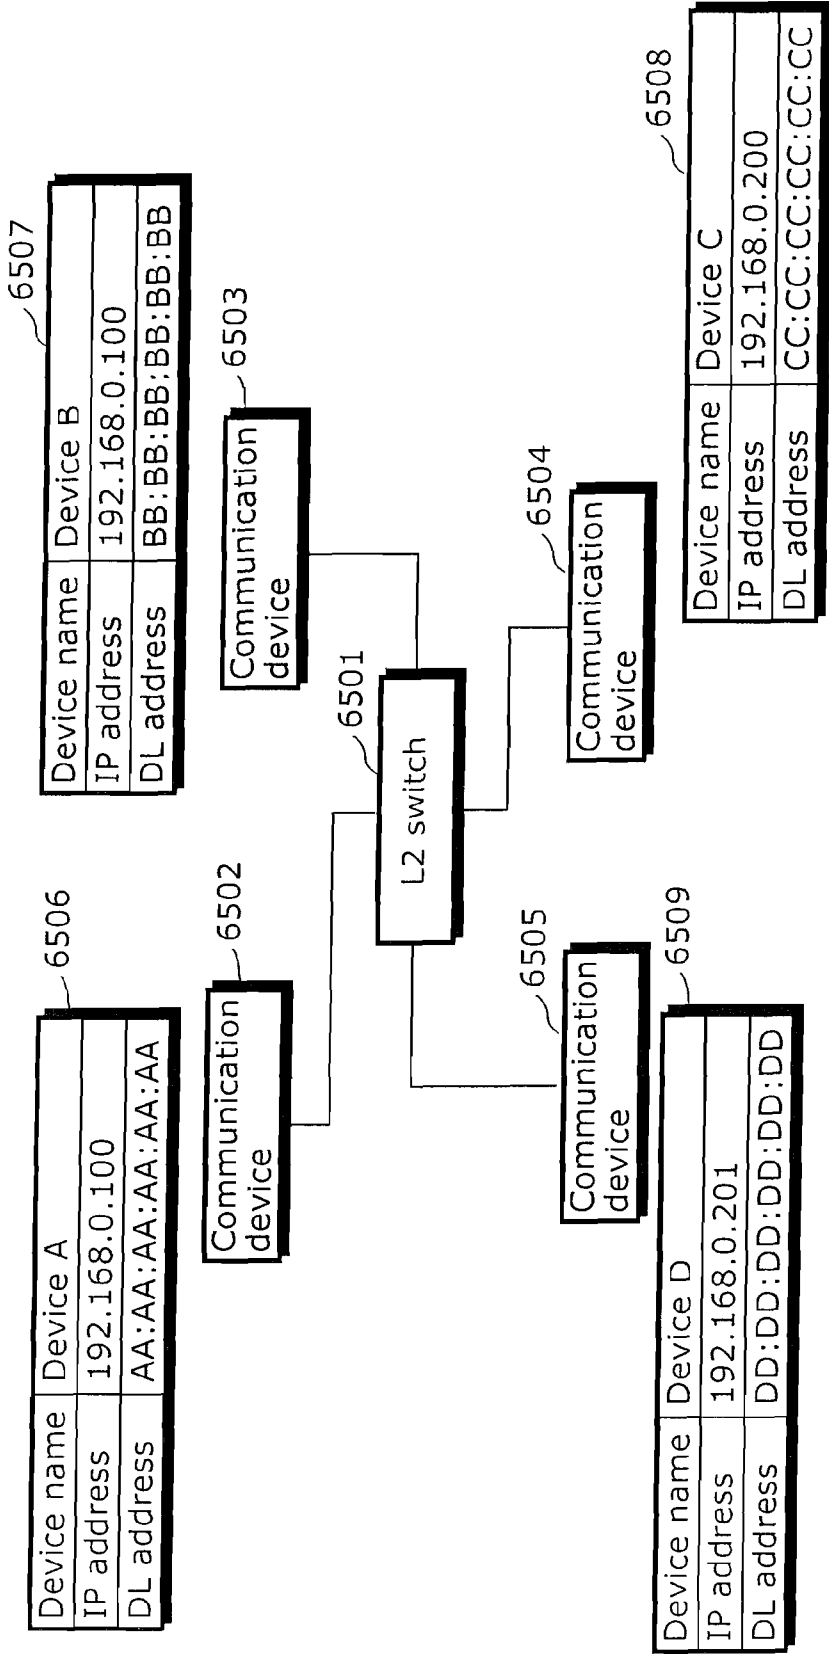 6506
Device name Device A
IP address 192.168.0.100
DL address AA:AA:AA:AA:AA:AA
6507
Device name Device B
IP address 192.168.0.100
DL address BB:BB:BB:BB:BB:BB
6502
Communication
device
6503
Communication
device
6501
L2 switch
6505
Communication
device
6504
Communication
device
6509
Device name Device D
IP address 192.168.0.201
DL address DD:DD:DD:DD:DD:DD
6508
Device name Device C
IP address 192.168.0.200
DL address CC:CC:CC:CC:CC:CC